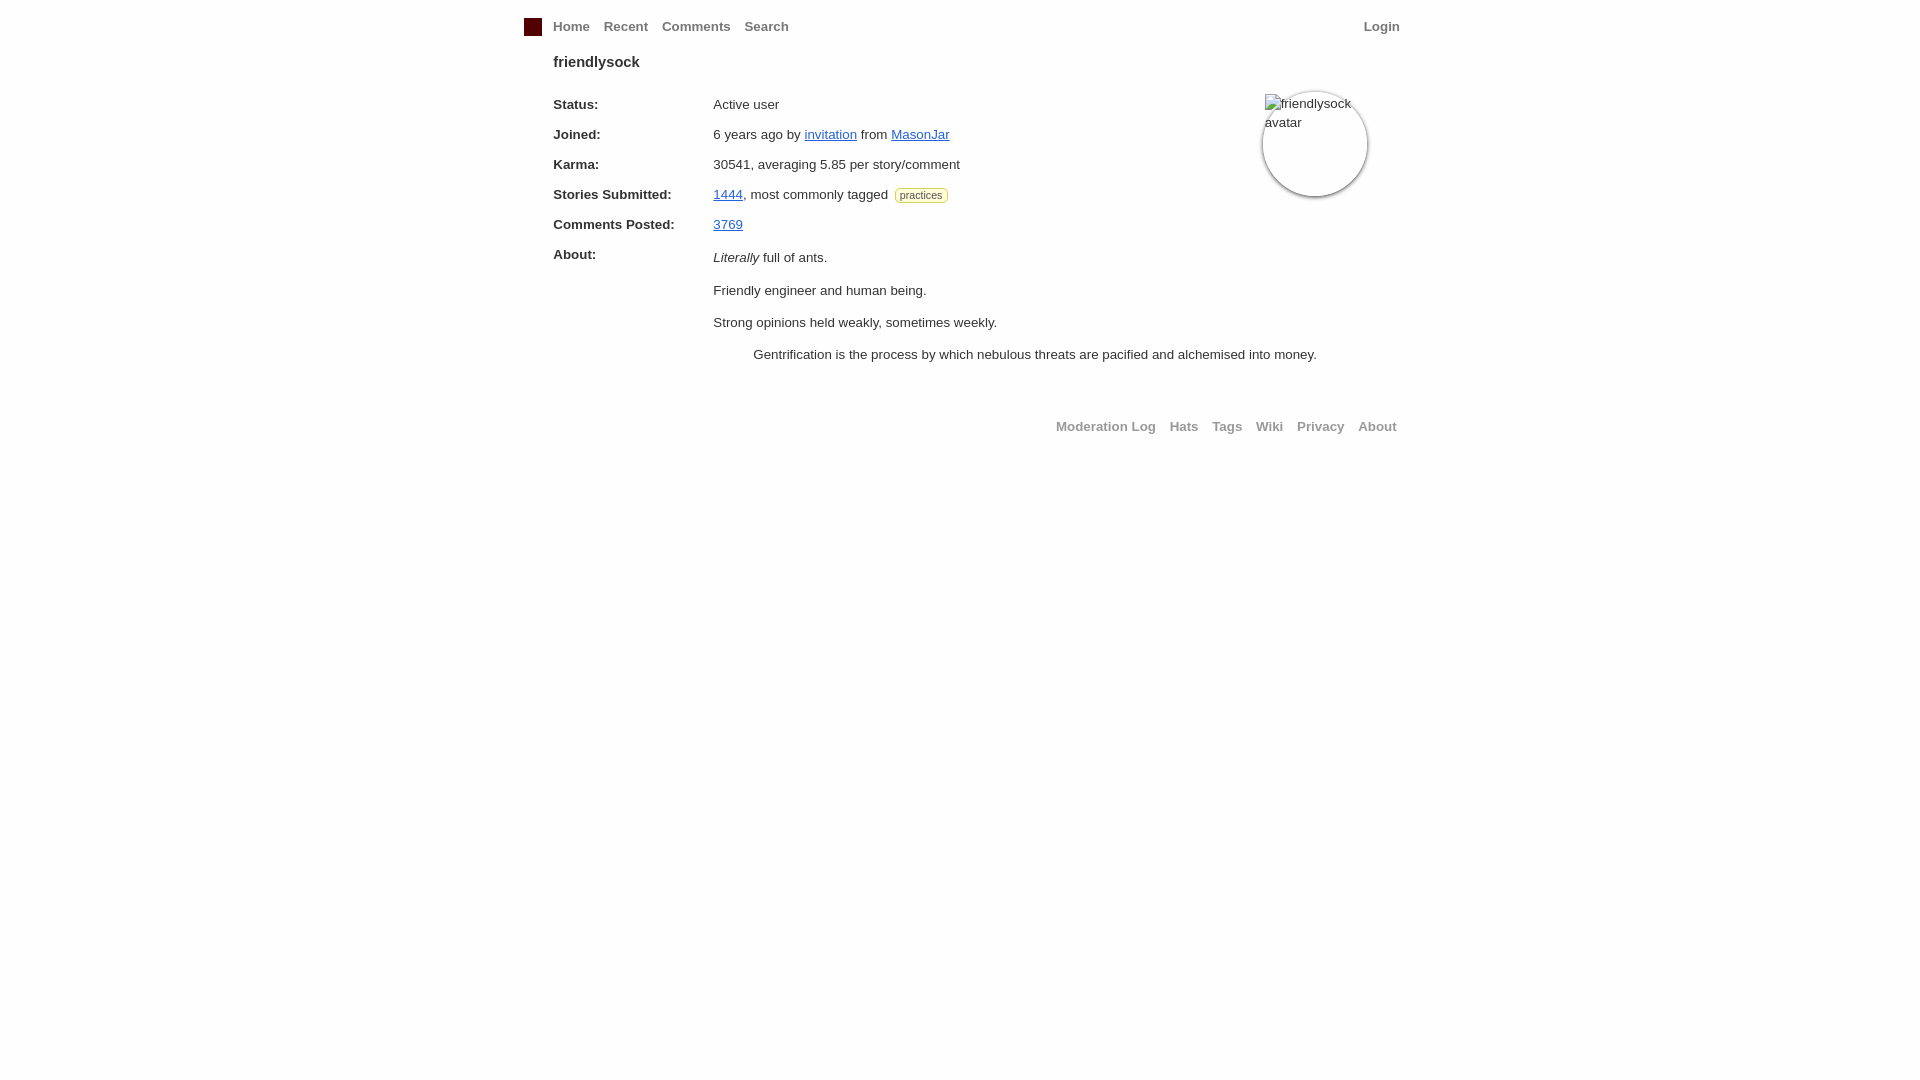 Home Recent Comments Search Login
friendlysock
Status: Active user
friendlysock
avatar
Joined: 6 years ago by invitation from MasonJar
Karma: 30541, averaging 5.85 per story/comment
Stories Submitted: 1444, most commonly tagged practices
Comments Posted: 3769
About: Literally full of ants.
Friendly engineer and human being.
Strong opinions held weakly, sometimes weekly.
Gentrification is the process by which nebulous threats are pacified and alchemised into money.
Moderation Log Hats Tags Wiki Privacy About